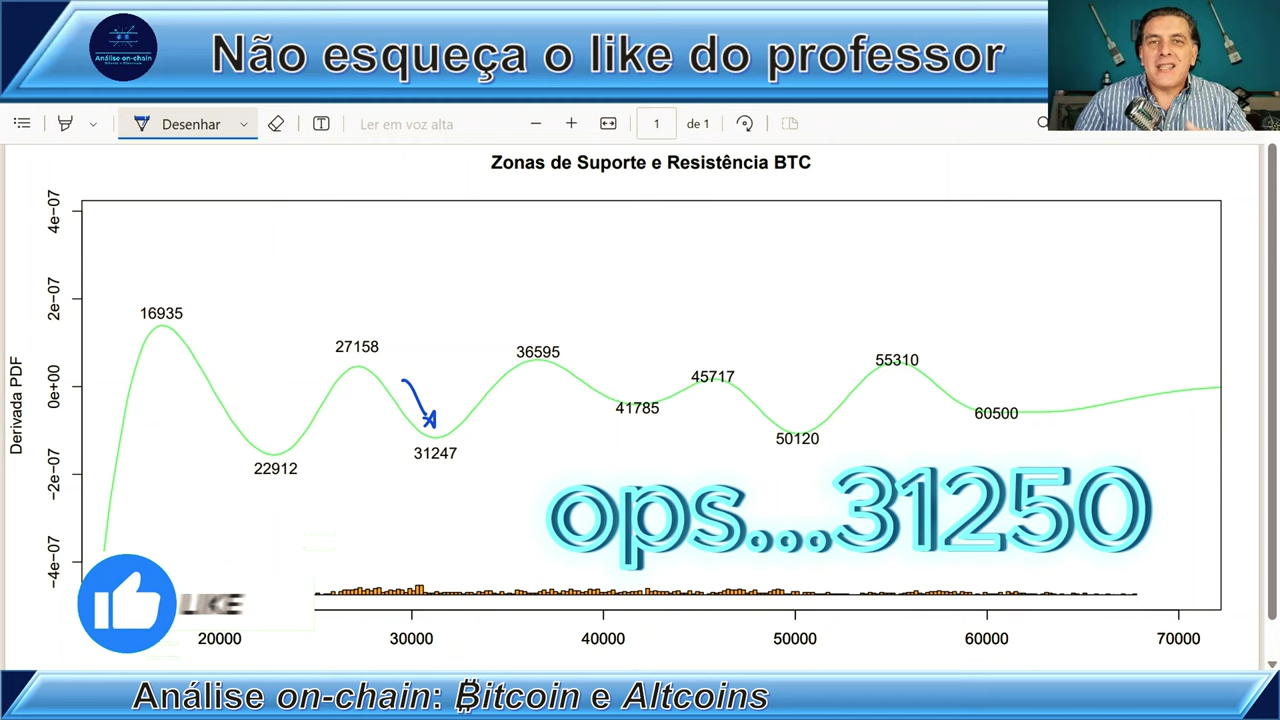 Não esqueça o like do professor
Análise on-chain
Desenhar
Ler em voz alta
1
de 1
Zonas de Suporte e Resistência BTC
Derivada PDF
4e−07
2e−07
0e+00
−2e−07
−4e−07
16935
22912
27158
31247
36595
41785
45717
50120
55310
60500
ops...31250
LIKE
20000 30000 40000 50000 60000 70000
Análise on-chain: ₿itcoin e Altcoins